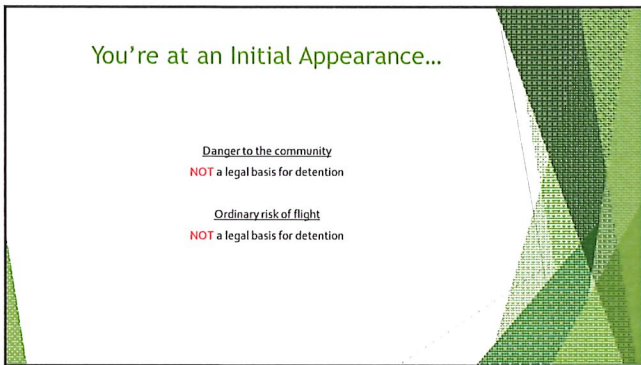 You're at an Initial Appearance…
Danger to the community
NOT a legal basis for detention
Ordinary risk of flight
NOT a legal basis for detention